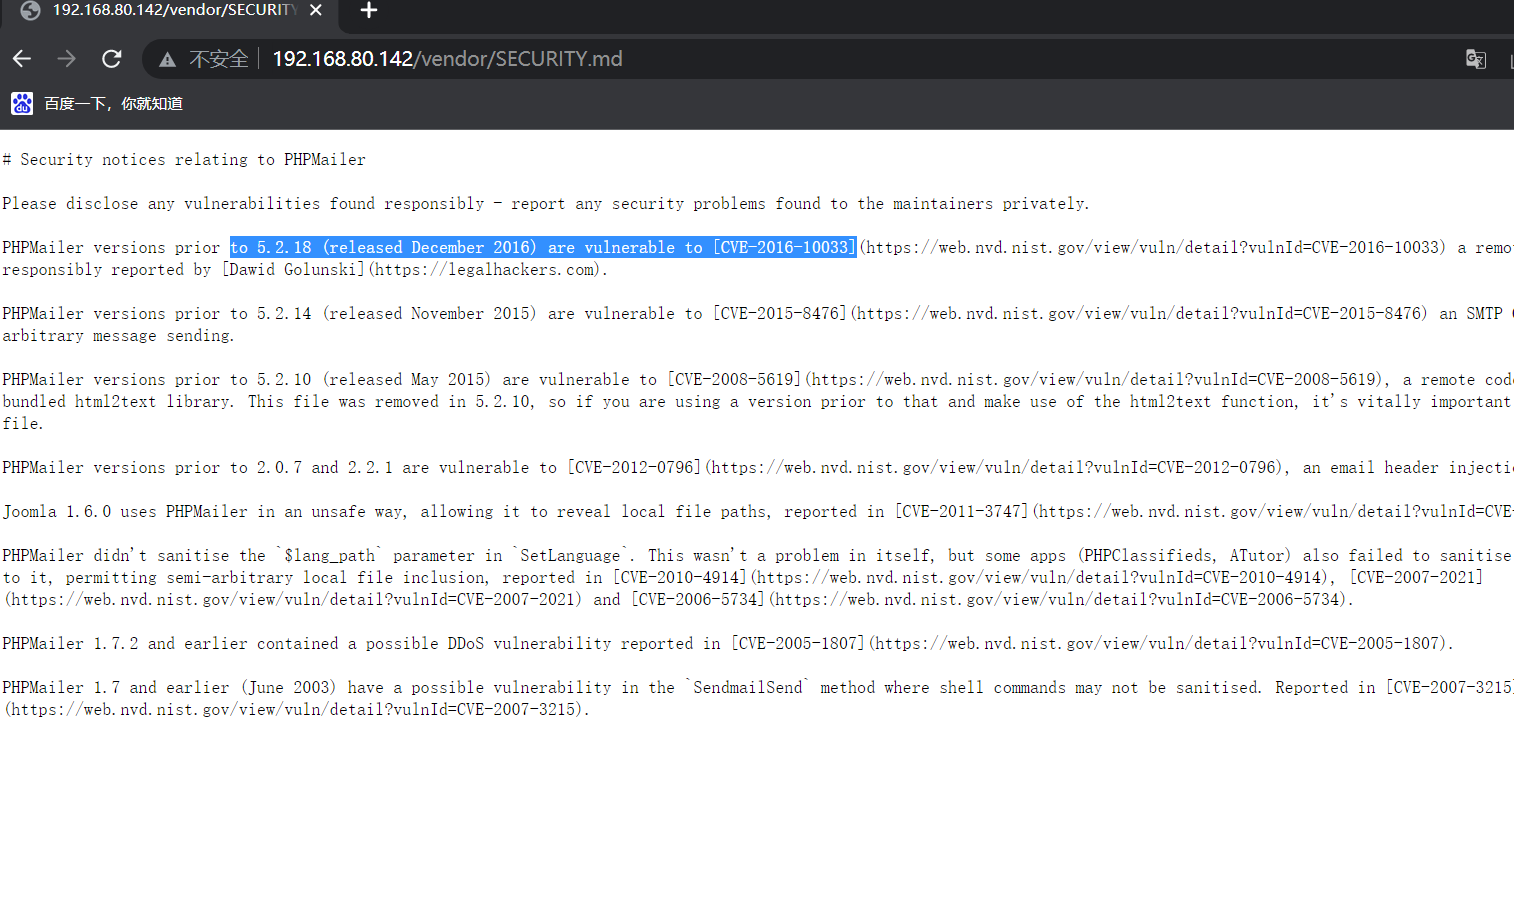 192.168.80.142/vendor/SECURITY
不安全 192.168.80.142/vendor/SECURITY.md
百度一下，你就知道
# Security notices relating to PHPMailer
Please disclose any vulnerabilities found responsibly - report any security problems found to the maintainers privately.
PHPMailer versions prior to 5.2.18 (released December 2016) are vulnerable to [CVE-2016-10033](https://web.nvd.nist.gov/view/vuln/detail?vulnId=CVE-2016-10033) a remo
responsibly reported by [Dawid Golunski](https://legalhackers.com).
PHPMailer versions prior to 5.2.14 (released November 2015) are vulnerable to [CVE-2015-8476](https://web.nvd.nist.gov/view/vuln/detail?vulnId=CVE-2015-8476) an SMTP
arbitrary message sending.
PHPMailer versions prior to 5.2.10 (released May 2015) are vulnerable to [CVE-2008-5619](https://web.nvd.nist.gov/view/vuln/detail?vulnId=CVE-2008-5619), a remote cod
bundled html2text library. This file was removed in 5.2.10, so if you are using a version prior to that and make use of the html2text function, it's vitally important
file.
PHPMailer versions prior to 2.0.7 and 2.2.1 are vulnerable to [CVE-2012-0796](https://web.nvd.nist.gov/view/vuln/detail?vulnId=CVE-2012-0796), an email header injecti
Joomla 1.6.0 uses PHPMailer in an unsafe way, allowing it to reveal local file paths, reported in [CVE-2011-3747](https://web.nvd.nist.gov/view/vuln/detail?vulnId=CVE-
PHPMailer didn't sanitise the `$lang_path` parameter in `SetLanguage`. This wasn't a problem in itself, but some apps (PHPClassifieds, ATutor) also failed to sanitise
to it, permitting semi-arbitrary local file inclusion, reported in [CVE-2010-4914](https://web.nvd.nist.gov/view/vuln/detail?vulnId=CVE-2010-4914), [CVE-2007-2021]
(https://web.nvd.nist.gov/view/vuln/detail?vulnId=CVE-2007-2021) and [CVE-2006-5734](https://web.nvd.nist.gov/view/vuln/detail?vulnId=CVE-2006-5734).
PHPMailer 1.7.2 and earlier contained a possible DDoS vulnerability reported in [CVE-2005-1807](https://web.nvd.nist.gov/view/vuln/detail?vulnId=CVE-2005-1807).
PHPMailer 1.7 and earlier (June 2003) have a possible vulnerability in the `SendmailSend` method where shell commands may not be sanitised. Reported in [CVE-2007-3215]
(https://web.nvd.nist.gov/view/vuln/detail?vulnId=CVE-2007-3215).